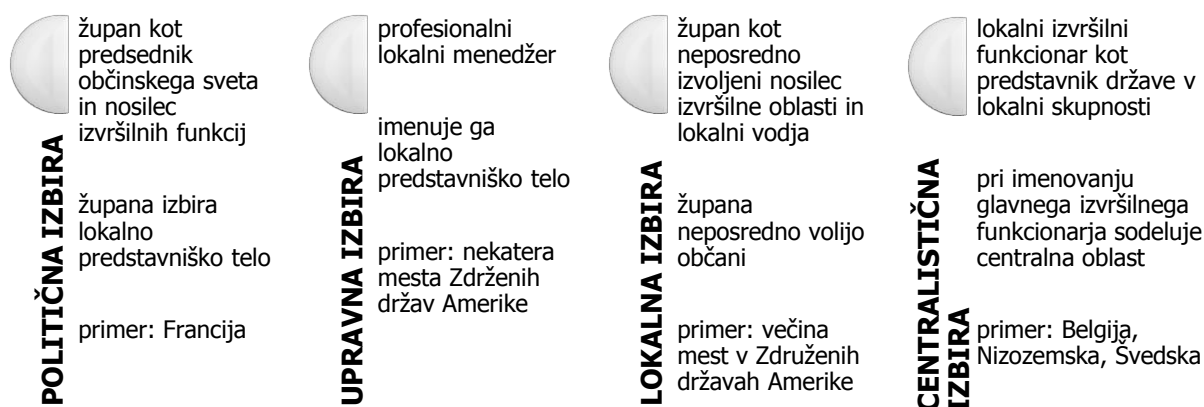 POLITIČNA IZBIRA
župan kot
predsednik
občinskega sveta
in nosilec
izvršilnih funkcij
župana izbira
lokalno
predstavniško telo
primer: Francija
UPRAVNA IZBIRA
profesionalni
lokalni menedžer
imenuje ga
lokalno
predstavniško telo
primer: nekatera
mesta Zdrženih
držav Amerike
LOKALNA IZBIRA
župan kot
neposredno
izvoljeni nosilec
izvršilne oblasti in
lokalni vodja
župana
neposredno volijo
občani
primer: večina
mest v Združenih
državah Amerike
CENTRALISTIČNA
IZBIRA
lokalni izvršilni
funkcionar kot
predstavnik države v
lokalni skupnosti
pri imenovanju
glavnega izvršilnega
funkcionarja sodeluje
centralna oblast
primer: Belgija,
Nizozemska, Švedska